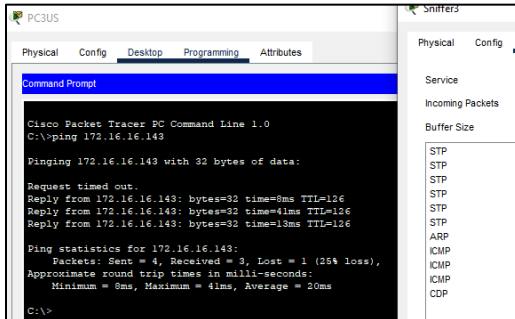 PC3US
Physical Config Desktop Programming Attributes
Command Prompt
Cisco Packet Tracer PC Command Line 1.0
C:\>ping 172.16.16.143
Pinging 172.16.16.143 with 32 bytes of data:
Request timed out.
Reply from 172.16.16.143: bytes=32 time=8ms TTL=126
Reply from 172.16.16.143: bytes=32 time=41ms TTL=126
Reply from 172.16.16.143: bytes=32 time=13ms TTL=126
Ping statistics for 172.16.16.143:
Packets: Sent = 4, Received = 3, Lost = 1 (25% loss),
Approximate round trip times in milli-seconds:
Minimum = 8ms, Maximum = 41ms, Average = 20ms
C:\>
Sniffer3
Physical Config
Service
Incoming Packets
Buffer Size
STP
STP
STP
STP
STP
STP
ARP
ICMP
ICMP
ICMP
CDP